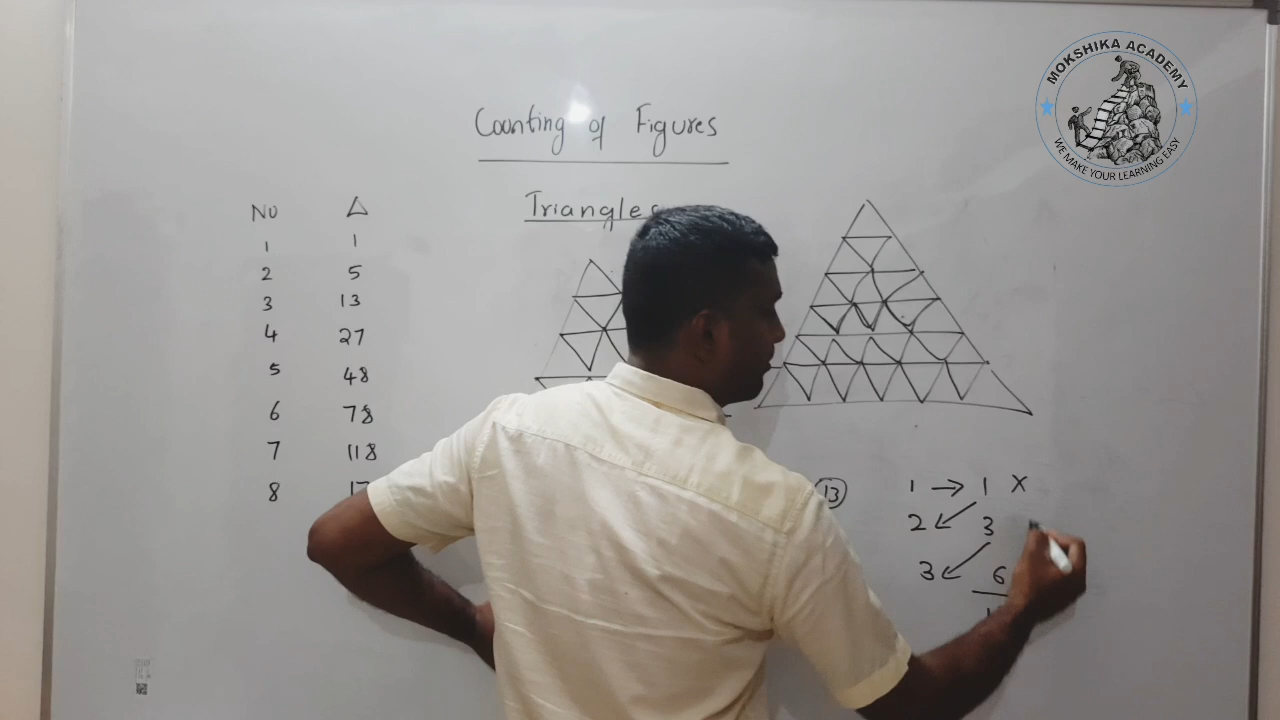 MOKSHIKA ACADEMY
WE MAKE YOUR LEARNING EASY
Counting of Figures
Triangles
No △
1 1
2 5
3 13
4 27
5 48
6 78
7 118
8
13
1 → 1 X
2 3
3 6